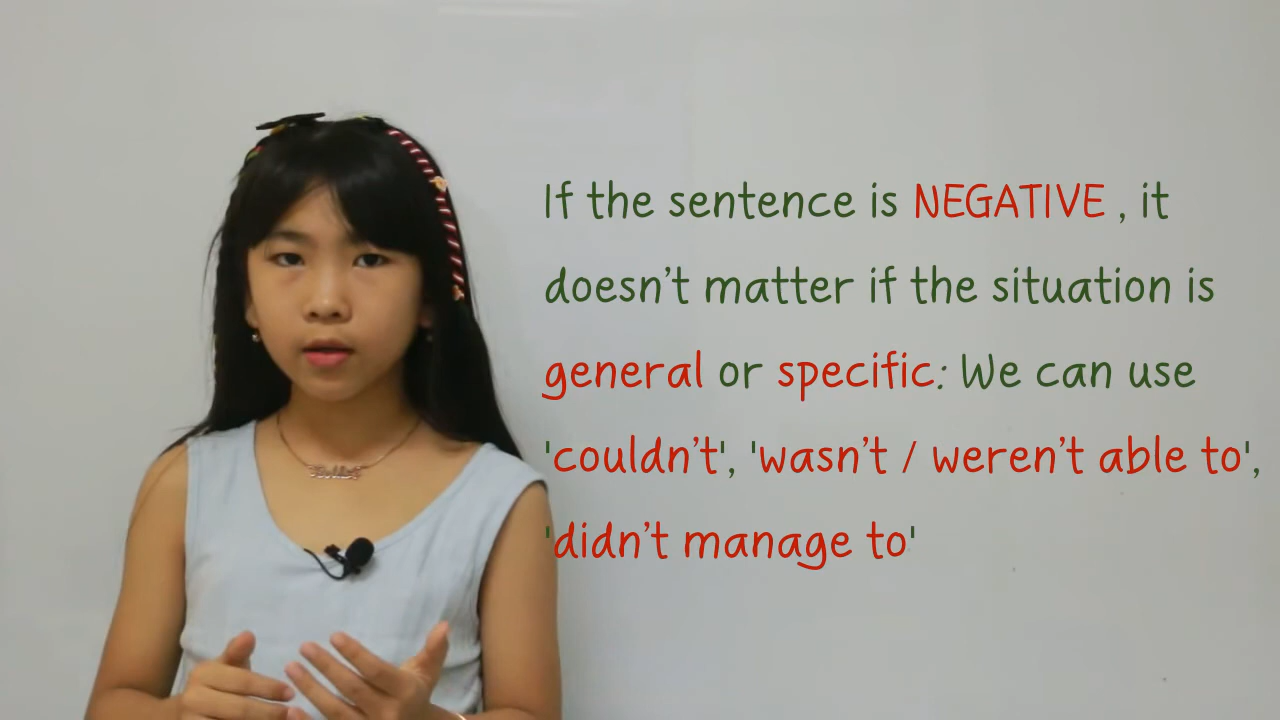 If the sentence is NEGATIVE , it
doesn't matter if the situation is
general or specific: We can use
'couldn't', 'wasn't / weren't able to',
'didn't manage to'